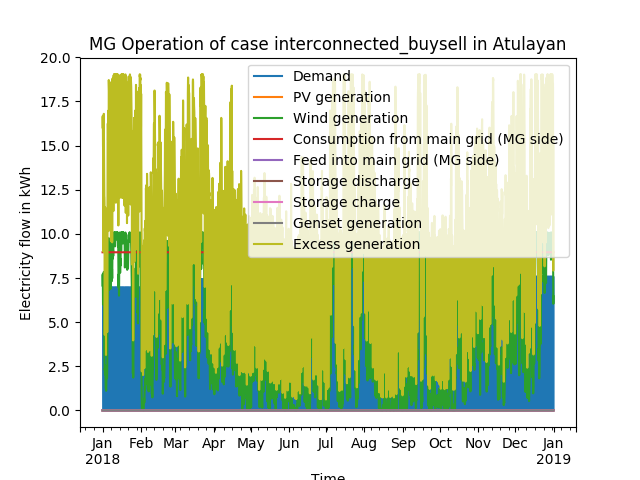 MG Operation of case interconnected_buysell in Atulayan
Electricity flow in kWh
20.0
17.5
15.0
12.5
10.0
7.5
5.0
2.5
0.0
Demand
PV generation
Wind generation
Consumption from main grid (MG side)
Feed into main grid (MG side)
Storage discharge
Storage charge
Genset generation
Excess generation
Jan Feb Mar Apr May Jun Jul Aug Sep Oct Nov Dec Jan
2018 2019
Time